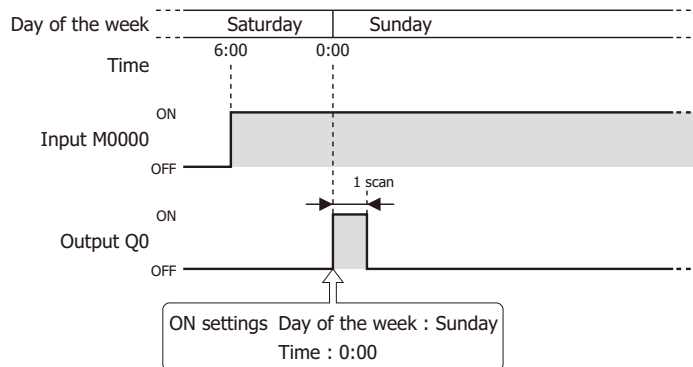 Day of the week Saturday Sunday
6:00 0:00
Time
ON
Input M0000
OFF
1 scan
ON
Output Q0
OFF
ON settings Day of the week : Sunday
Time : 0:00